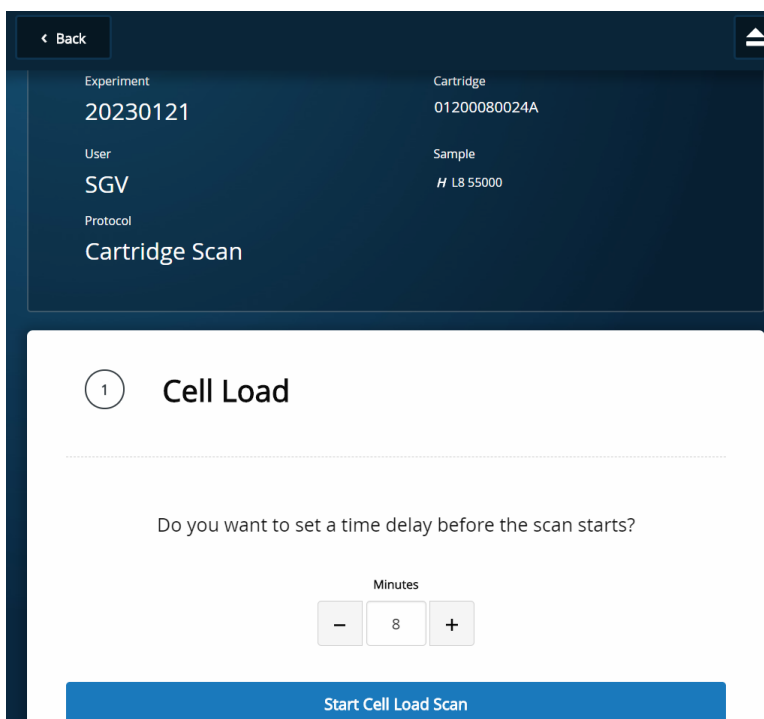 Back
Experiment
20230121
Cartridge
01200080024A
User
SGV
Sample
H L8 55000
Protocol
Cartridge Scan
1
Cell Load
Do you want to set a time delay before the scan starts?
Minutes
− 8 +
Start Cell Load Scan